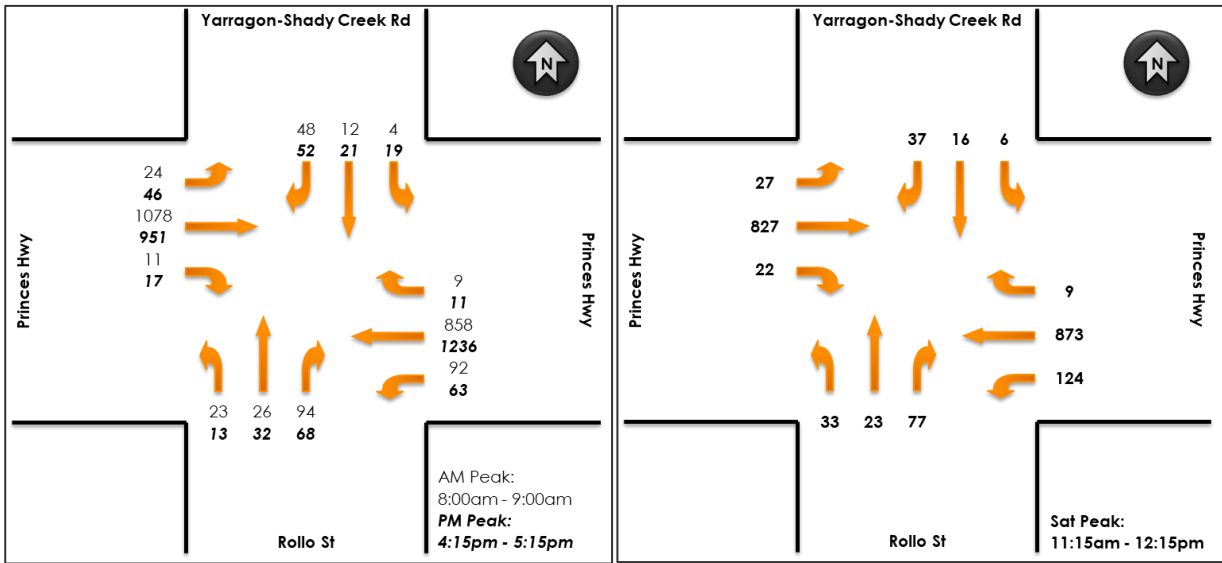 Yarragon-Shady Creek Rd
N
48 12 4
52 21 19
24
46
1078
951
11
17
Princes Hwy
Princes Hwy
9
11
858
1236
92
63
23 26 94
13 32 68
AM Peak:
8:00am - 9:00am
PM Peak:
4:15pm - 5:15pm
Rollo St
Yarragon-Shady Creek Rd
N
37 16 6
27
827
22
Princes Hwy
Princes Hwy
9
873
124
33 23 77
Sat Peak:
11:15am - 12:15pm
Rollo St